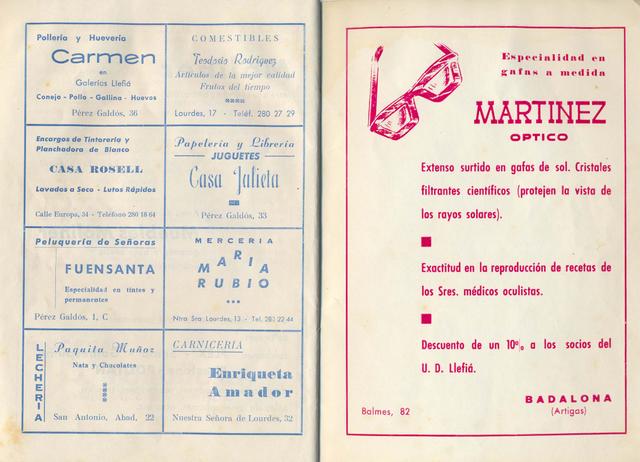 Pollería y Huevería
Carmen
en
Galerías Llefiá
Conejo - Pollo - Gallina - Huevos
Pérez Galdós, 36
COMESTIBLES
Teodosio Rodríguez
Artículos de la mejor calidad
Frutas del tiempo
Lourdes, 17 - Teléf. 280 27 29
Encargos de Tintorería y
Planchadora de Blanco
CASA ROSELL
Lavados a Seco - Lutos Rápidos
Calle Europa, 34 - Teléfono 280 18 64
Papelería y Librería
JUGUETES
Casa Julieta
Pérez Galdós, 33
Peluquería de Señoras
FUENSANTA
Especialidad en tintes y
permanentes
Pérez Galdós, 1, C
MERCERIA
MARIA
RUBIO
Ntra Sra Lourdes, 13 - Tel. 280 22 44
LECHERIA
Paquita Muñoz
Nata y Chocolates
San Antonio, Abad, 22
CARNICERIA
Enriqueta
Amador
Nuestra Señora de Lourdes, 32
Especialidad en
gafas a medida
MARTINEZ
OPTICO
Extenso surtido en gafas de sol. Cristales
filtrantes científicos (protejen la vista de
los rayos solares).
Exactitud en la reproducción de recetas de
los Sres. médicos oculistas.
Descuento de un 10% a los socios del
U. D. Llefiá.
BADALONA
(Artigas)
Balmes, 82